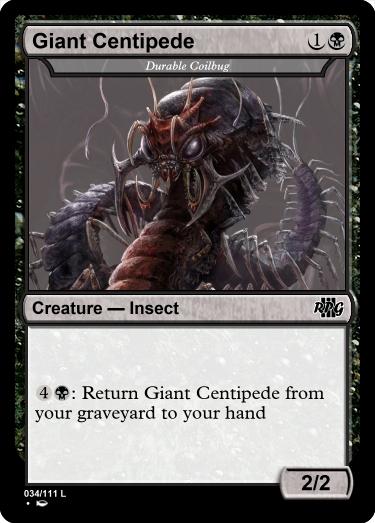 Giant Centipede 1
Durable Coilbug
Creature — Insect
RPG
4 : Return Giant Centipede from
your graveyard to your hand
2/2
034/111 L